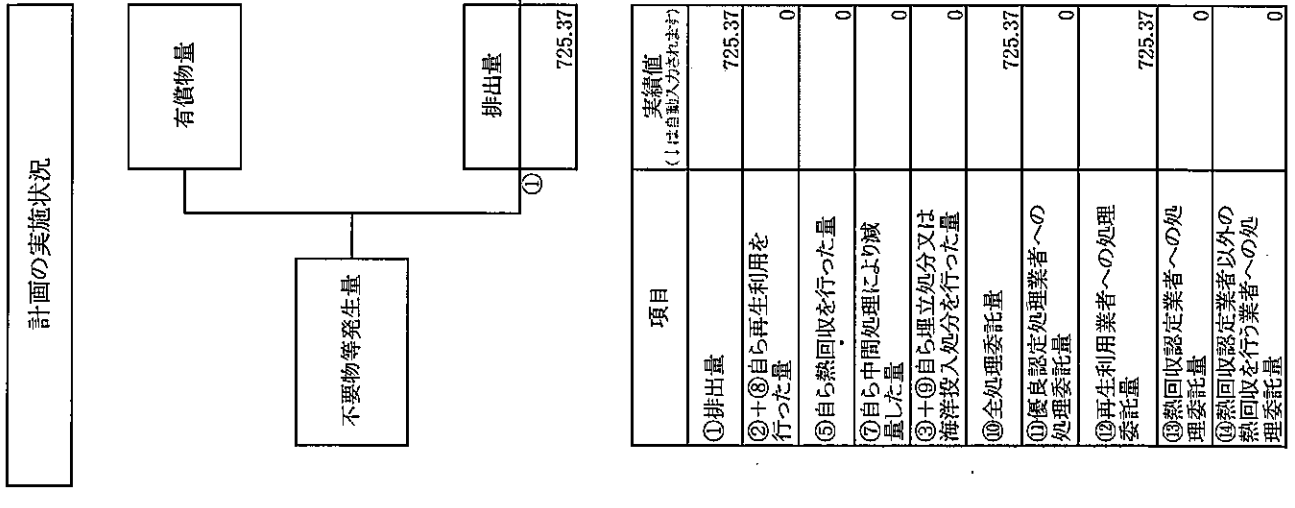 計画の実施状況
有償物量
不要物等発生量
排出量
①
725.37
項目
実績値
(↓は自動入力されます)
①排出量
725.37
②+⑧自ら再生利用を
行った量
0
⑤自ら熱回収を行った量
0
⑦自ら中間処理により減
量した量
0
③+⑨自ら埋立処分又は
海洋投入処分を行った量
0
⑩全処理委託量
725.37
⑪優良認定処理業者への
処理委託量
0
⑫再生利用業者への処理
委託量
725.37
⑬熱回収認定業者への処
理委託量
0
⑭熱回収認定業者以外の
熱回収を行う業者への処
理委託量
0